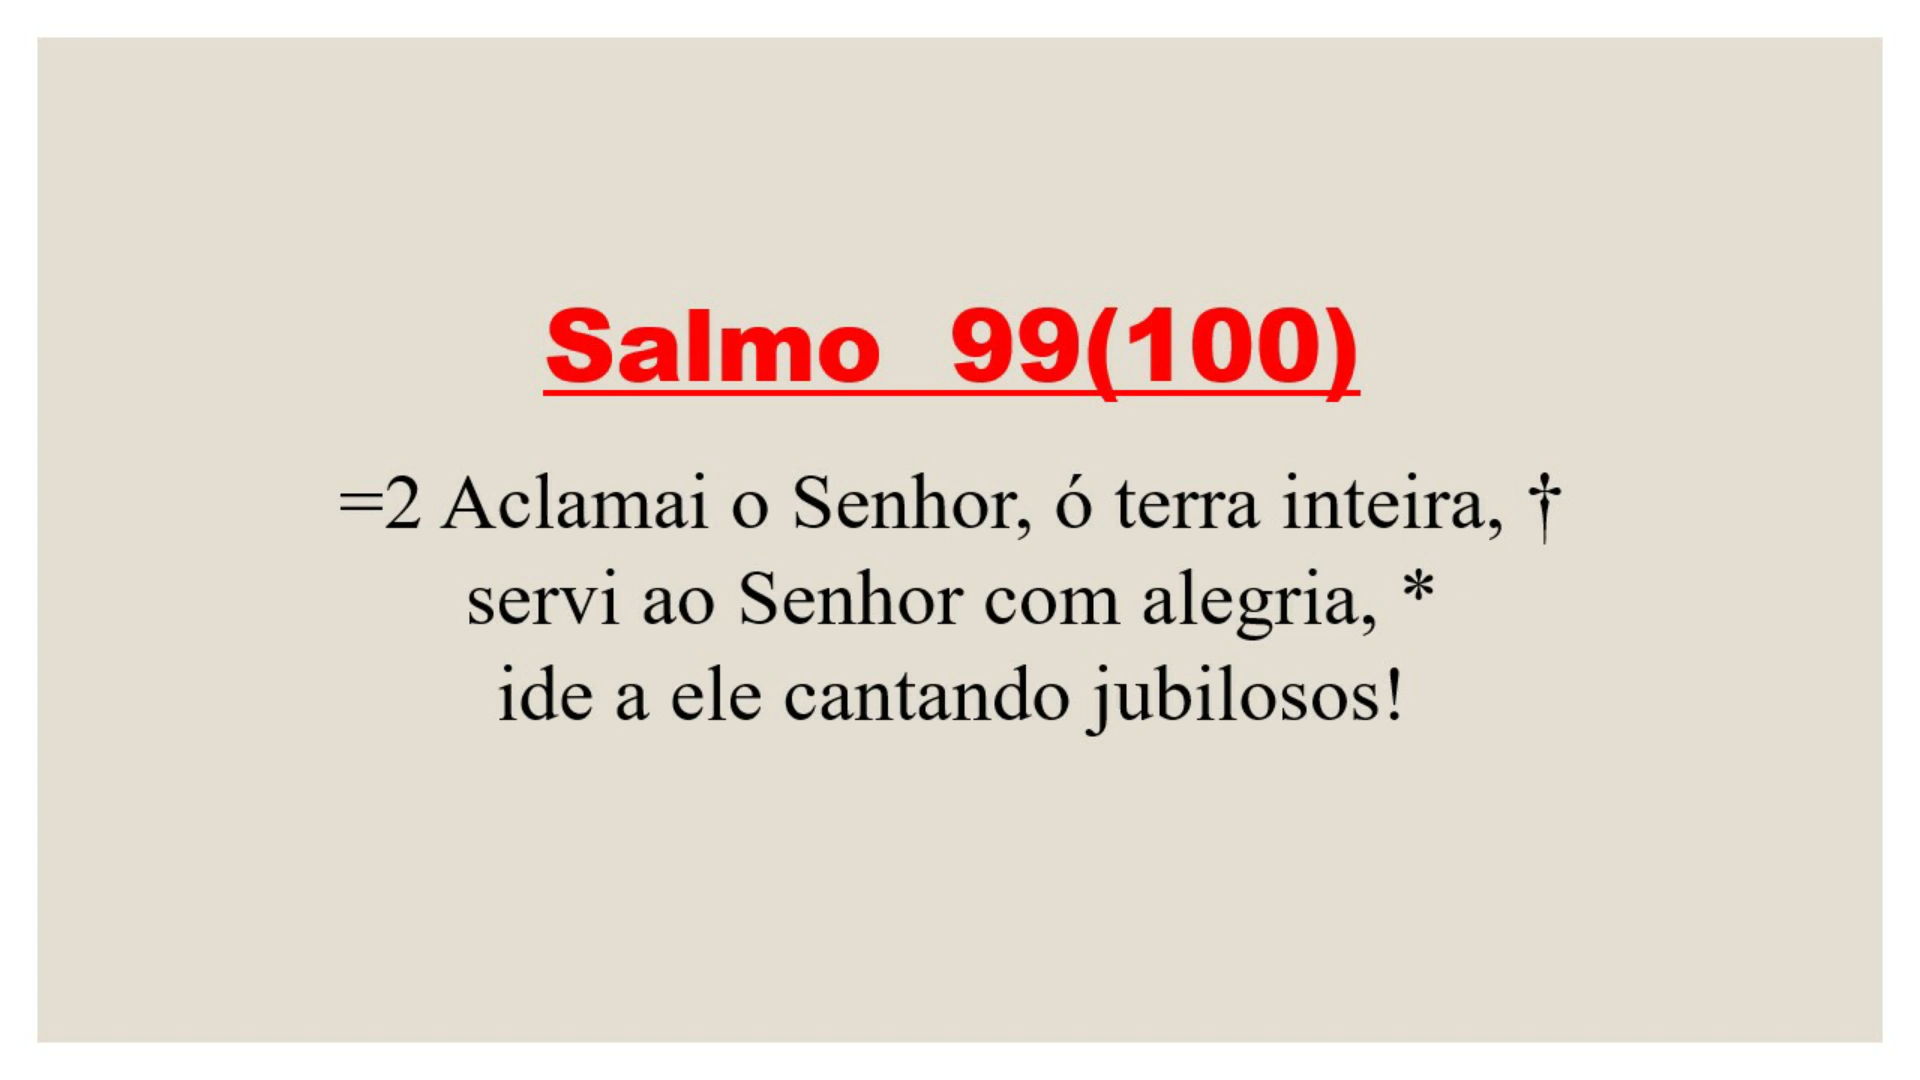 Salmo  99(100)
=2 Aclamai o Senhor, ó terra inteira, †
servi ao Senhor com alegria, *
ide a ele cantando jubilosos!